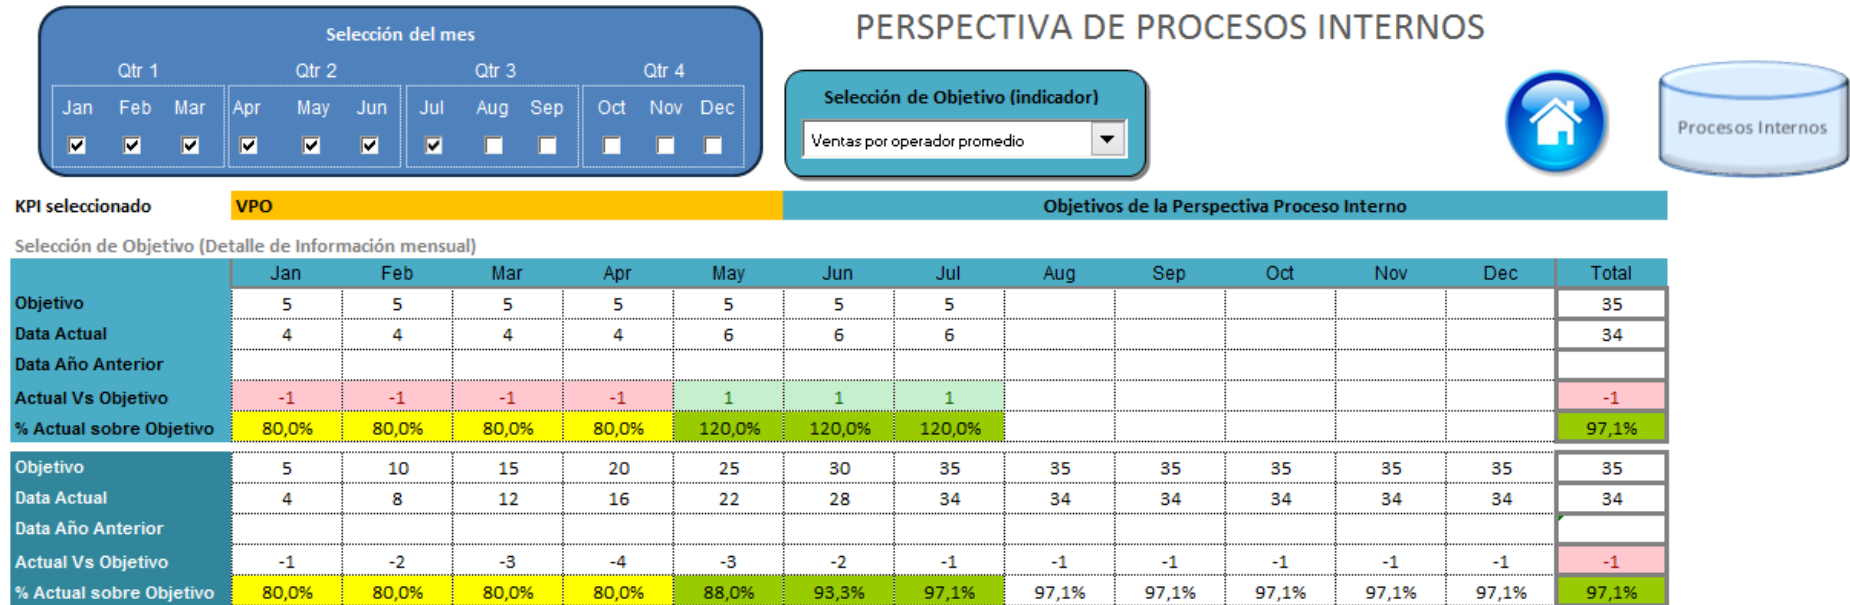 Selección del mes
PERSPECTIVA DE PROCESOS INTERNOS
Qtr 1 Qtr 2 Qtr 3 Qtr 4
Jan Feb Mar Apr May Jun Jul Aug Sep Oct Nov Dec
Selección de Objetivo (indicador)
Ventas por operador promedio
Procesos Internos
KPI seleccionado VPO Objetivos de la Perspectiva Proceso Interno
Selección de Objetivo (Detalle de Información mensual)
Jan Feb Mar Apr May Jun Jul Aug Sep Oct Nov Dec Total
Objetivo 5 5 5 5 5 5 5 35
Data Actual 4 4 4 4 6 6 6 34
Data Año Anterior
Actual Vs Objetivo -1 -1 -1 -1 1 1 1 -1
% Actual sobre Objetivo 80,0% 80,0% 80,0% 80,0% 120,0% 120,0% 120,0% 97,1%
Objetivo 5 10 15 20 25 30 35 35 35 35 35 35 35
Data Actual 4 8 12 16 22 28 34 34 34 34 34 34 34
Data Año Anterior
Actual Vs Objetivo -1 -2 -3 -4 -3 -2 -1 -1 -1 -1 -1 -1 -1
% Actual sobre Objetivo 80,0% 80,0% 80,0% 80,0% 88,0% 93,3% 97,1% 97,1% 97,1% 97,1% 97,1% 97,1% 97,1%